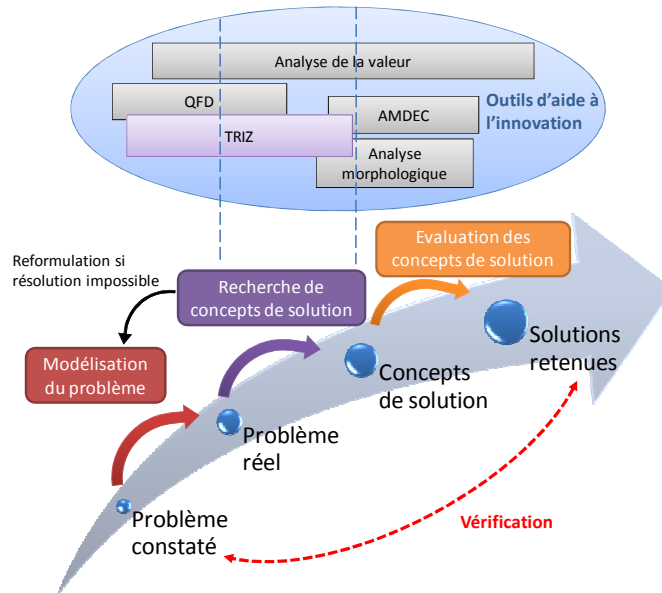 Analyse de la valeur
QFD
AMDEC
Outils d'aide à
l'innovation
TRIZ
Analyse
morphologique
Evaluation des
concepts de solution
Reformulation si
résolution impossible
Recherche de
concepts de solution
Modélisation
du problème
Solutions
retenues
Concepts
de solution
Problème
réel
Problème
constaté
Vérification